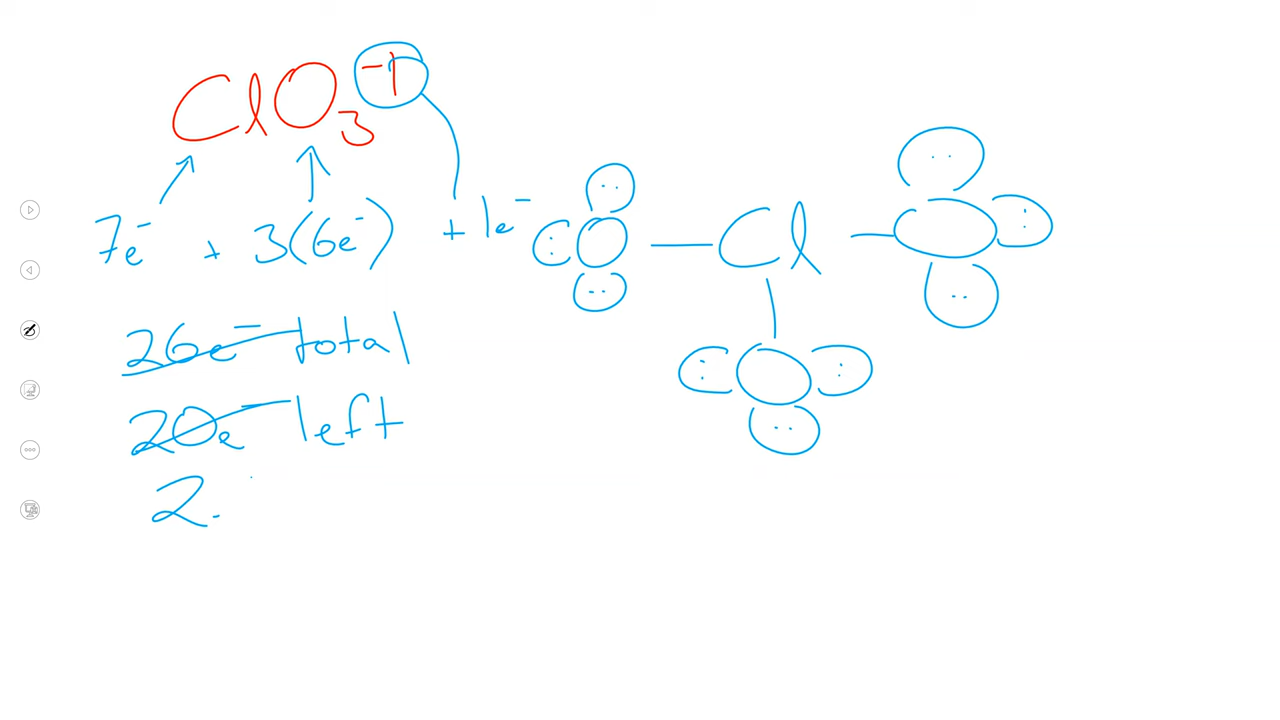 ClO₃⁻¹
7e⁻ + 3(6e⁻) + 1e⁻
O — Cl — O
O
26e⁻ total
20e⁻ left
2